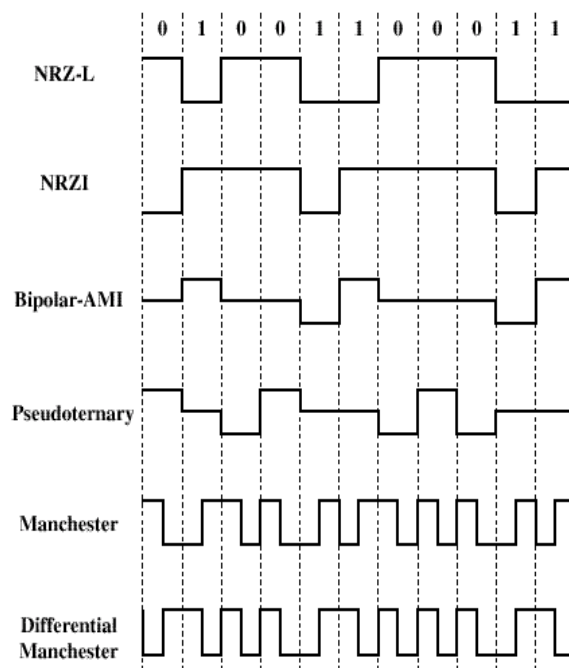 0 1 0 0 1 1 0 0 0 1 1
NRZ-L
NRZI
Bipolar-AMI
Pseudoternary
Manchester
Differential
Manchester